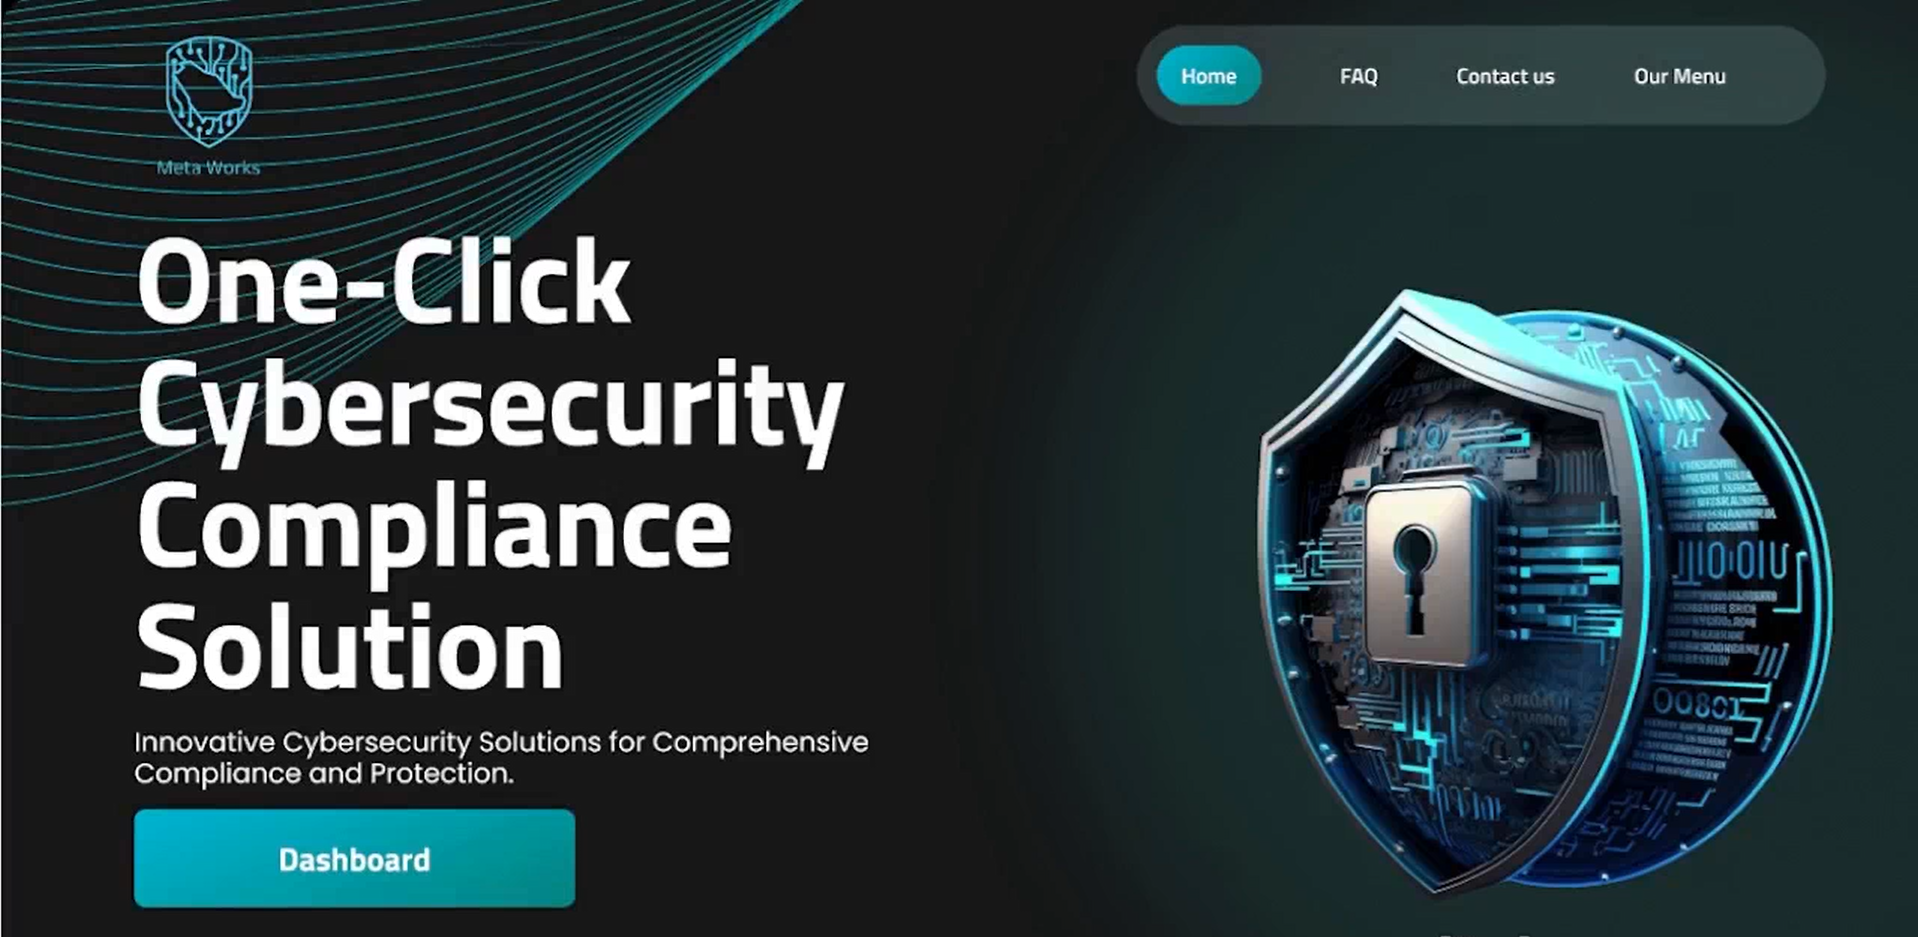 Meta Works
Home
FAQ
Contact us
Our Menu
One-Click
Cybersecurity
Compliance
Solution
Innovative Cybersecurity Solutions for Comprehensive
Compliance and Protection.
Dashboard